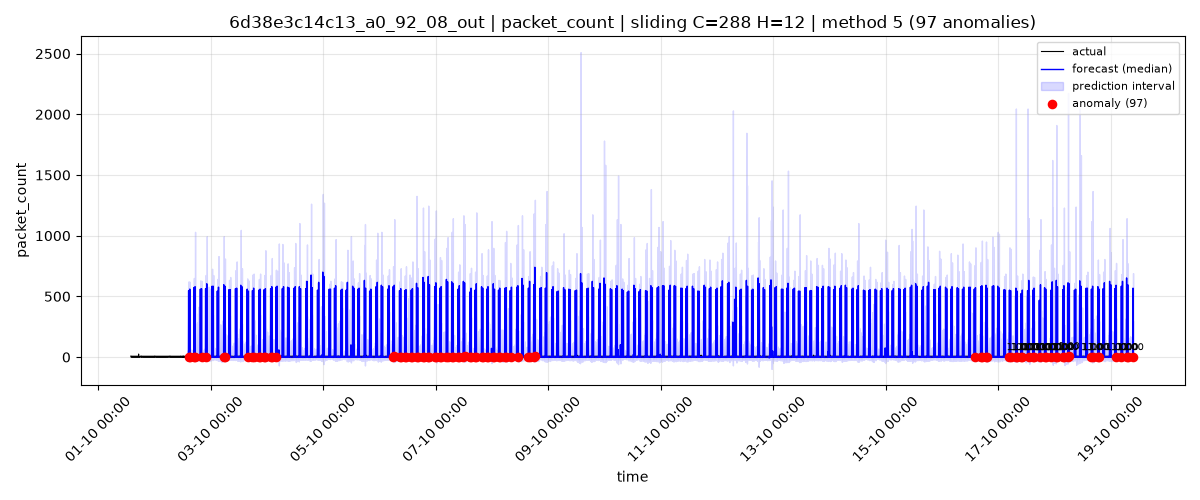 6d38e3c14c13_a0_92_08_out | packet_count | sliding C=288 H=12 | method 5 (97 anomalies)
actual
forecast (median)
prediction interval
anomaly (97)
packet_count
2500
2000
1500
1000
500
0
01-10 00:00
03-10 00:00
05-10 00:00
07-10 00:00
09-10 00:00
11-10 00:00
13-10 00:00
15-10 00:00
17-10 00:00
19-10 00:00
time